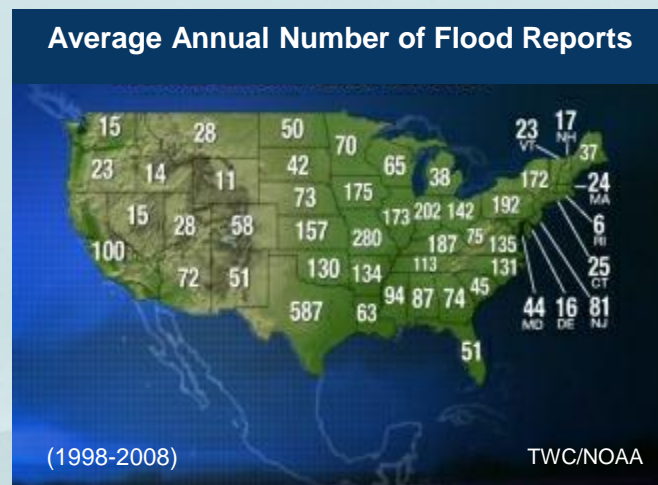 Average Annual Number of Flood Reports
15 28 50 70 23 VT 17 NH 37
23 14 11 42 65 38 172 24 MA
73 175
15 28 58 157 173 202 142 192 6 RI
100 280 187 75 135 25 CT
72 51 130 134 113 131
587 63 94 87 74 45 44 MD 16 DE 81 NJ
51
(1998-2008) TWC/NOAA